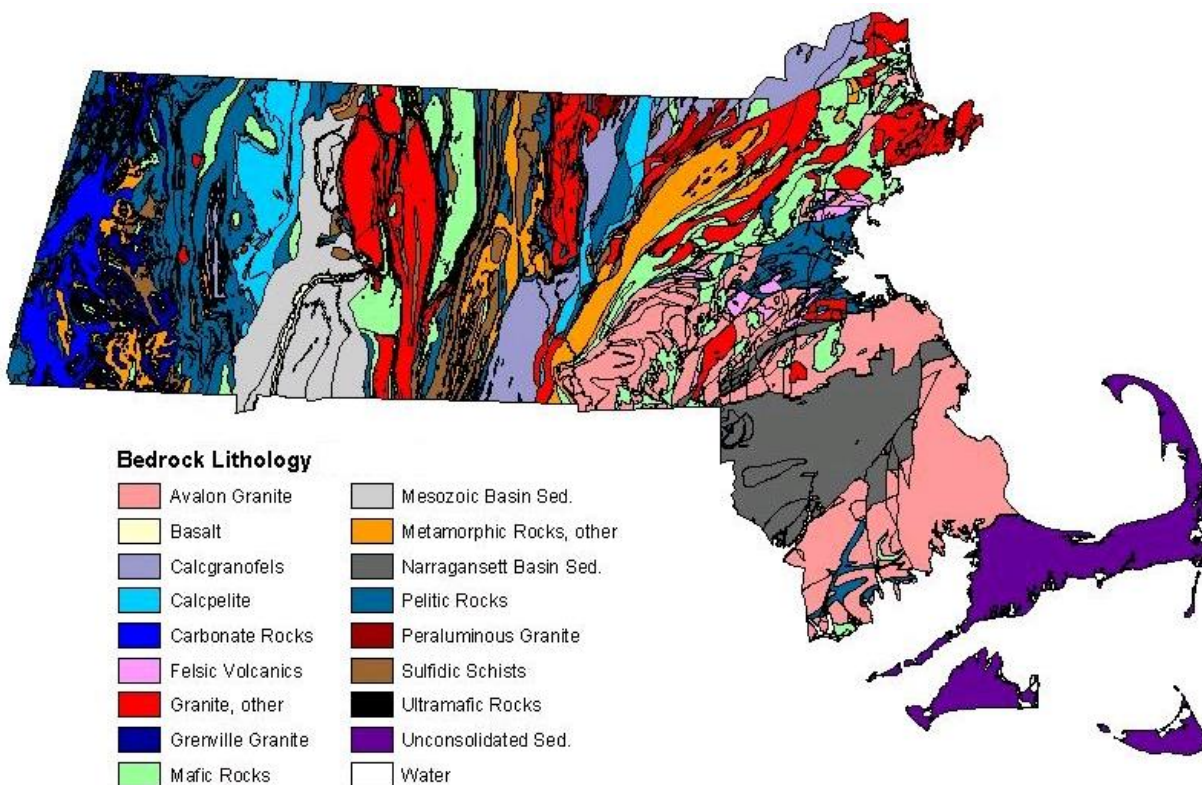 Bedrock Lithology
Avalon Granite
Basalt
Calcgranofels
Calcpelite
Carbonate Rocks
Felsic Volcanics
Granite, other
Grenville Granite
Mafic Rocks
Mesozoic Basin Sed.
Metamorphic Rocks, other
Narragansett Basin Sed.
Pelitic Rocks
Peraluminous Granite
Sulfidic Schists
Ultramafic Rocks
Unconsolidated Sed.
Water